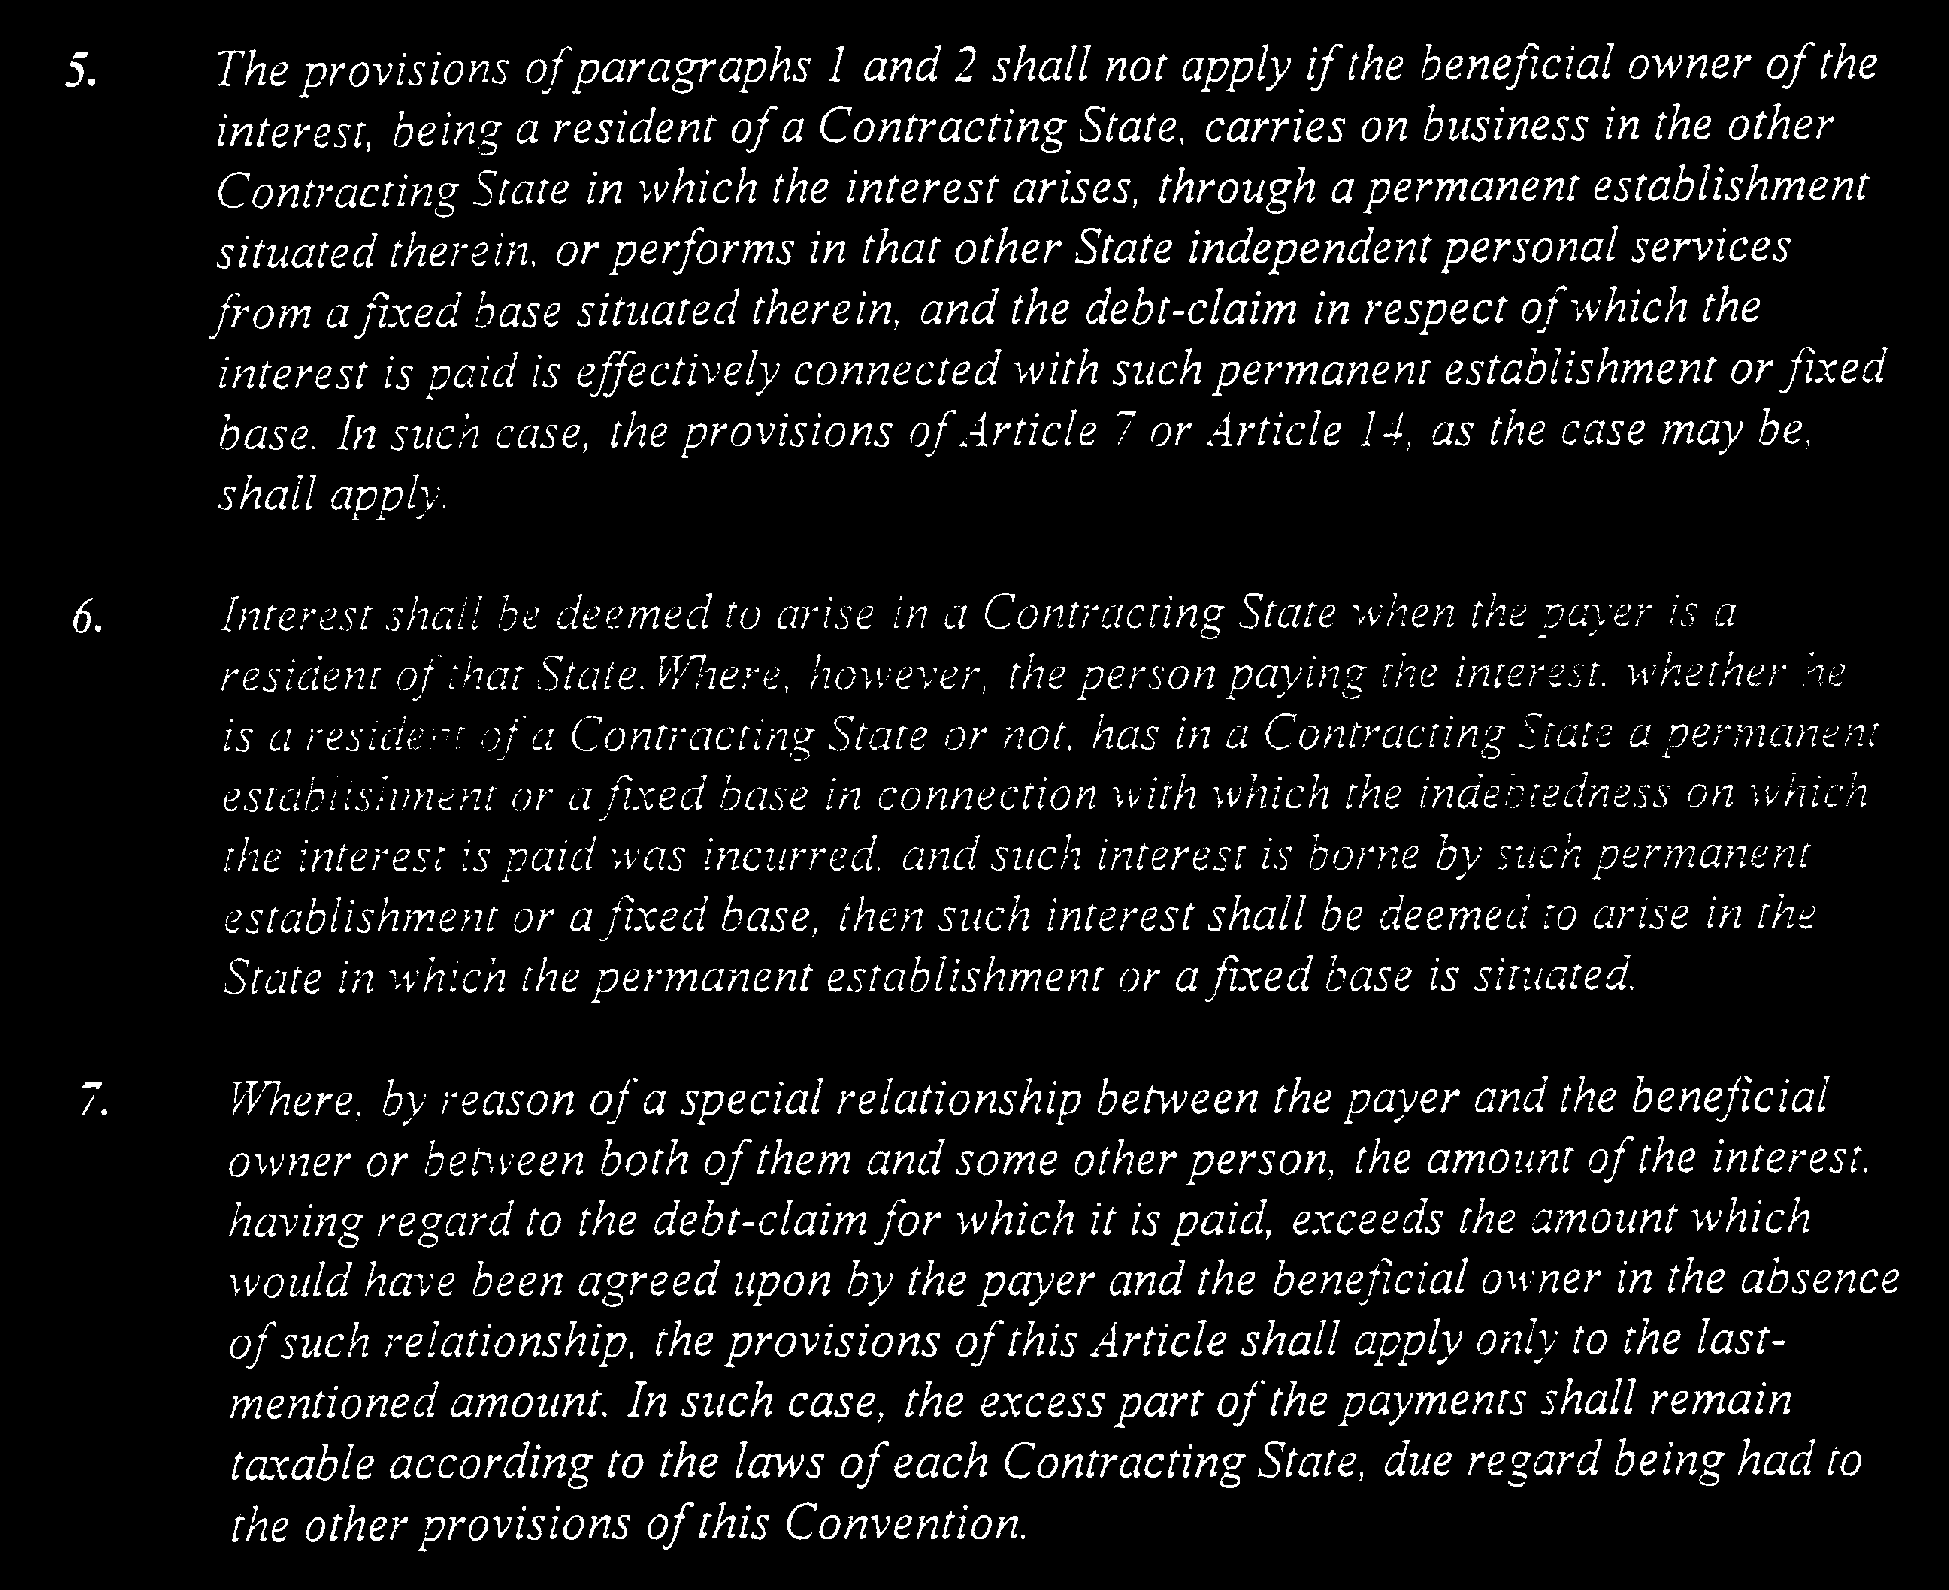 5. The provisions of paragraphs 1 and 2 shall not apply if the beneficial owner of the
interest, being a resident of a Contracting State, carries on business in the other
Contracting State in which the interest arises, through a permanent establishment
situated therein, or performs in that other State independent personal services
from a fixed base situated therein, and the debt-claim in respect of which the
interest is paid is effectively connected with such permanent establishment or fixed
base. In such case, the provisions of Article 7 or Article 14, as the case may be,
shall apply.
6. Interest shall be deemed to arise in a Contracting State when the payer is a
resident of that State. Where, however, the person paying the interest, whether he
is a resident of a Contracting State or not, has in a Contracting State a permanent
establishment or a fixed base in connection with which the indebtedness on which
the interest is paid was incurred, and such interest is borne by such permanent
establishment or a fixed base, then such interest shall be deemed to arise in the
State in which the permanent establishment or a fixed base is situated.
7. Where, by reason of a special relationship between the payer and the beneficial
owner or between both of them and some other person, the amount of the interest,
having regard to the debt-claim for which it is paid, exceeds the amount which
would have been agreed upon by the payer and the beneficial owner in the absence
of such relationship, the provisions of this Article shall apply only to the last-
mentioned amount. In such case, the excess part of the payments shall remain
taxable according to the laws of each Contracting State, due regard being had to
the other provisions of this Convention.